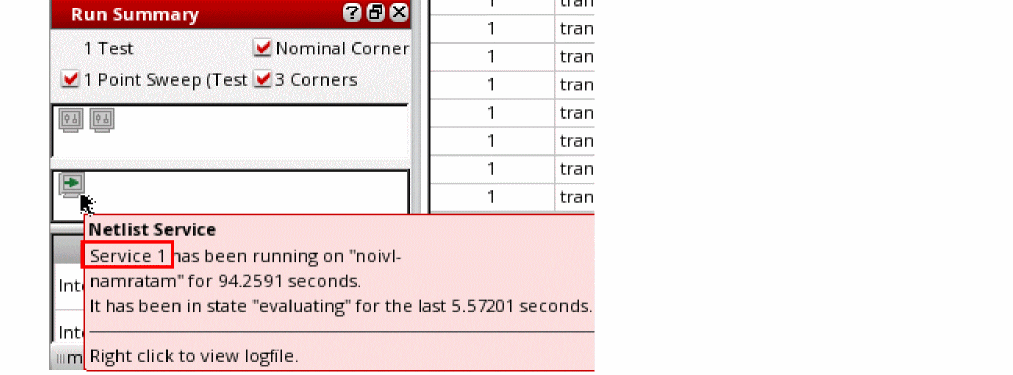 Run Summary
1 Test
Nominal Corner
1 Point Sweep (Test
3 Corners
1 tran
1 tran
1 tran
1 tran
1 tran
1 tran
1 tran
1 tran
Netlist Service
Service 1 has been running on "noivl-
namratam" for 94.2591 seconds.
It has been in state "evaluating" for the last 5.57201 seconds.
Inte
Inte
Right click to view logfile.
m